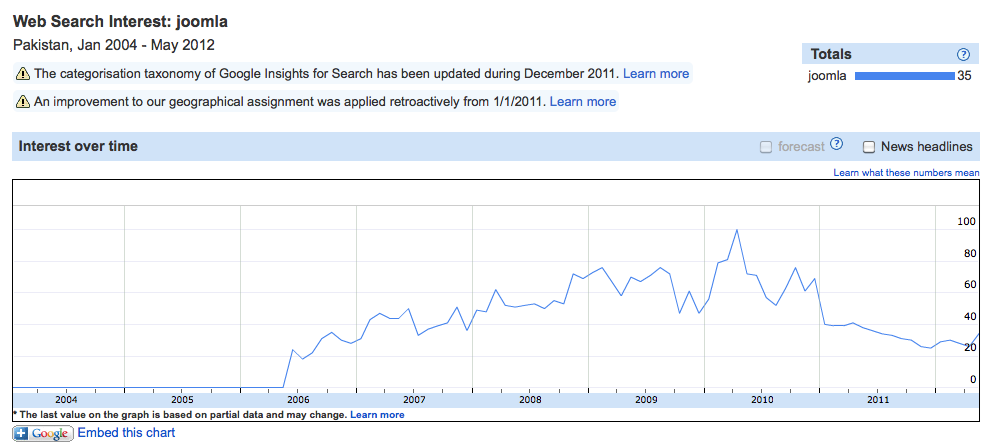 Web Search Interest: joomla
Pakistan, Jan 2004 - May 2012
The categorisation taxonomy of Google Insights for Search has been updated during December 2011. Learn more
An improvement to our geographical assignment was applied retroactively from 1/1/2011. Learn more
Totals ?
joomla 35
Interest over time
forecast ? News headlines
Learn what these numbers mean
100
80
60
40
20
0
2004 2005 2006 2007 2008 2009 2010 2011
* The last value on the graph is based on partial data and may change. Learn more
+ Google Embed this chart